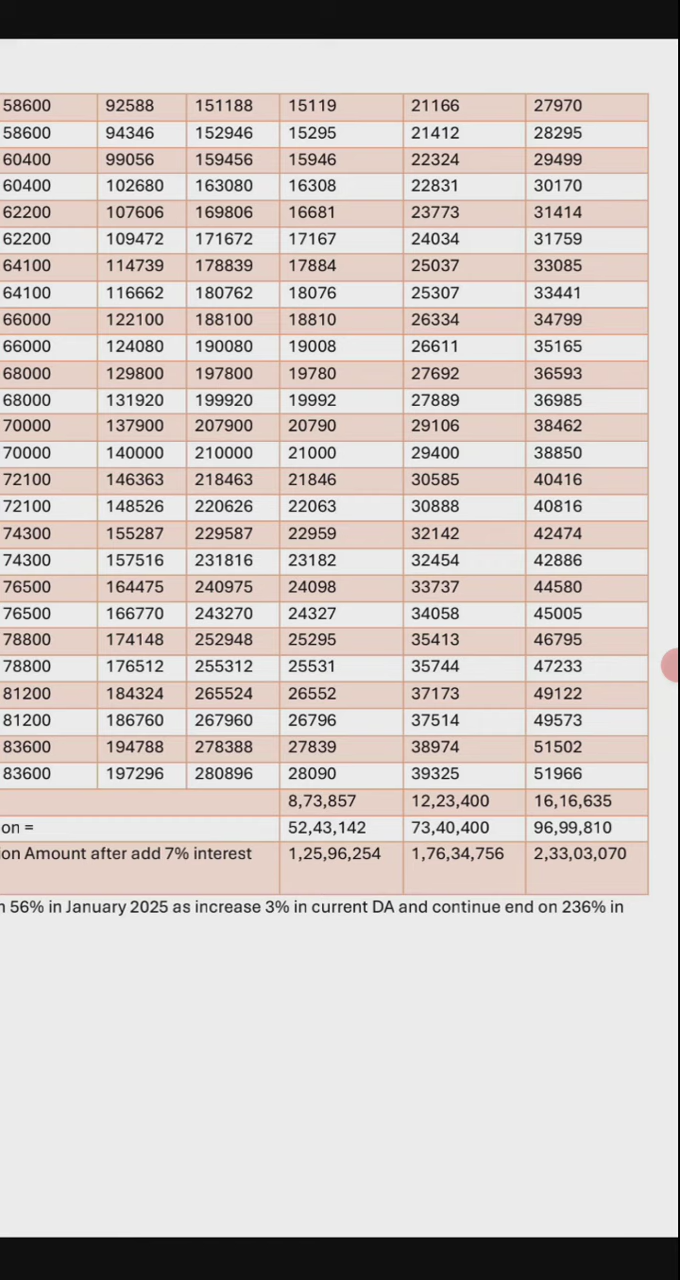 58600 92588 151188 15119 21166 27970
58600 94346 152946 15295 21412 28295
60400 99056 159456 15946 22324 29499
60400 102680 163080 16308 22831 30170
62200 107606 169806 16681 23773 31414
62200 109472 171672 17167 24034 31759
64100 114739 178839 17884 25037 33085
64100 116662 180762 18076 25307 33441
66000 122100 188100 18810 26334 34799
66000 124080 190080 19008 26611 35165
68000 129800 197800 19780 27692 36593
68000 131920 199920 19992 27889 36985
70000 137900 207900 20790 29106 38462
70000 140000 210000 21000 29400 38850
72100 146363 218463 21846 30585 40416
72100 148526 220626 22063 30888 40816
74300 155287 229587 22959 32142 42474
74300 157516 231816 23182 32454 42886
76500 164475 240975 24098 33737 44580
76500 166770 243270 24327 34058 45005
78800 174148 252948 25295 35413 46795
78800 176512 255312 25531 35744 47233
81200 184324 265524 26552 37173 49122
81200 186760 267960 26796 37514 49573
83600 194788 278388 27839 38974 51502
83600 197296 280896 28090 39325 51966
8,73,857 12,23,400 16,16,635
on = 52,43,142 73,40,400 96,99,810
ion Amount after add 7% interest 1,25,96,254 1,76,34,756 2,33,03,070
56% in January 2025 as increase 3% in current DA and continue end on 236% in